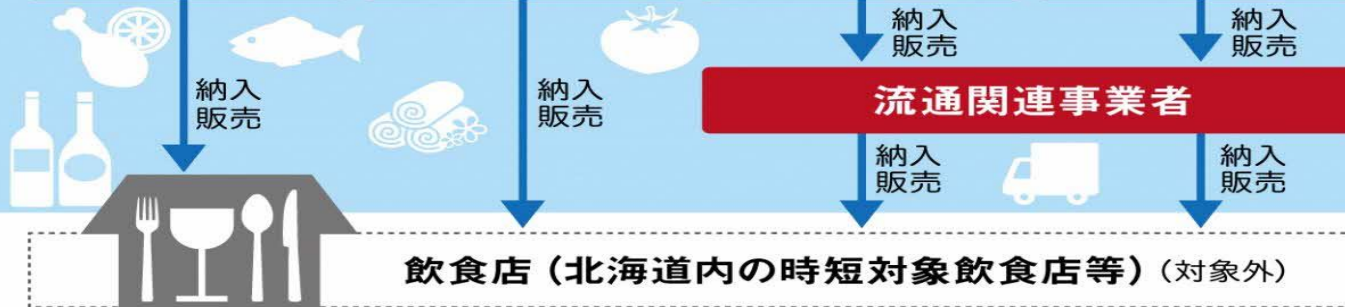 納入
販売
納入
販売
納入
販売
納入
販売
流通関連事業者
納入
販売
納入
販売
飲食店（北海道内の時短対象飲食店等）（対象外）